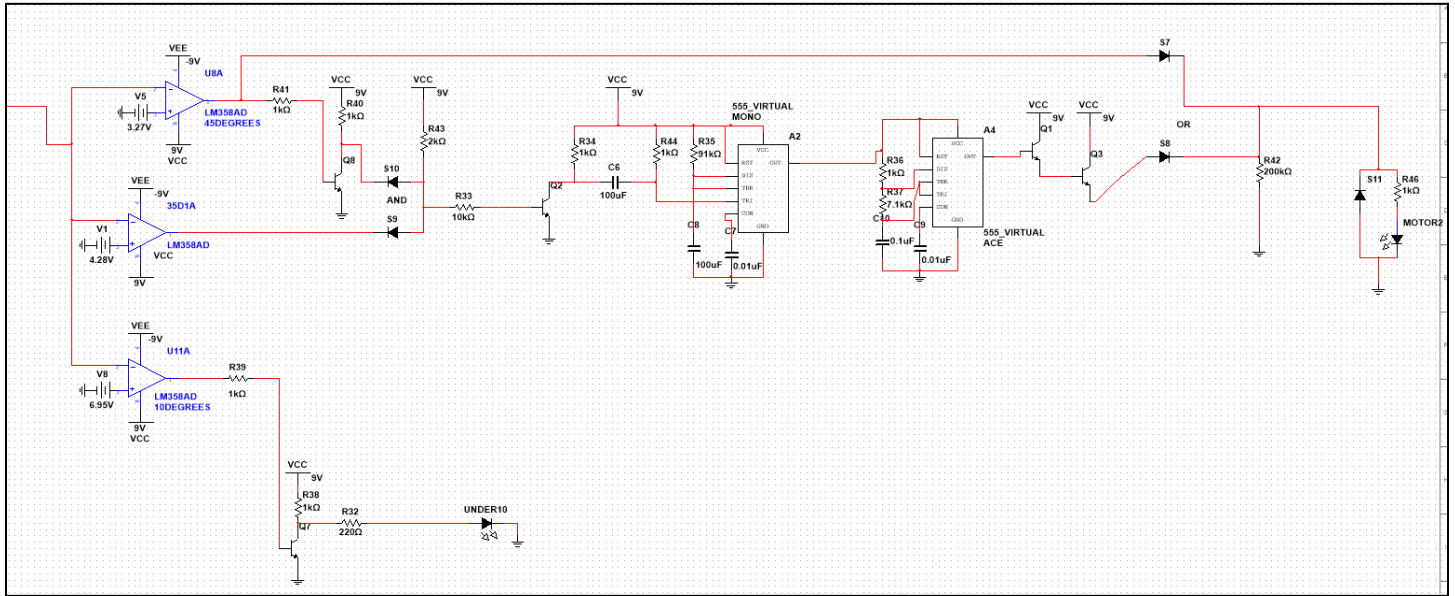 VEE
-9V
U8A
V5
3.27V
LM358AD
45DEGREES
9V
VCC
R41
1kΩ
VCC
9V
R40
1kΩ
Q8
VCC
9V
R43
2kΩ
S10
AND
S9
R33
10kΩ
VEE
-9V
35D1A
V1
4.28V
LM358AD
VCC
9V
VEE
-9V
U11A
V8
6.95V
LM358AD
10DEGREES
9V
VCC
R39
1kΩ
VCC
9V
R38
1kΩ
Q7
R32
220Ω
UNDER10
Q2
VCC
9V
R34
1kΩ
C6
100uF
R44
1kΩ
R35
91kΩ
C8
100uF
C7
0.01uF
555_VIRTUAL
MONO
A2
VCC
RST
OUT
DIS
THR
TRI
CON
GND
R36
1kΩ
R37
7.1kΩ
C10
0.1uF
C9
0.01uF
A4
VCC
RST
OUT
DIS
THR
TRI
CON
GND
555_VIRTUAL
ACE
VCC
9V
Q1
VCC
9V
Q3
S7
OR
S8
R42
200kΩ
S11
R46
1kΩ
MOTOR2